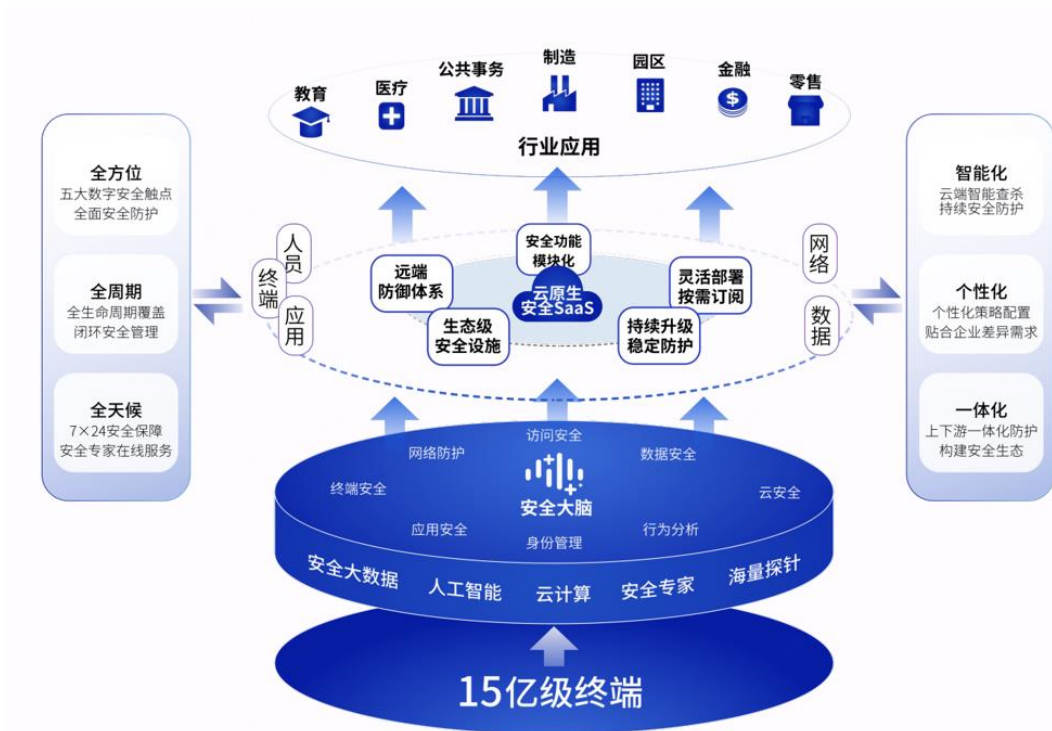 教育
医疗
公共事务
制造
园区
金融
零售
行业应用
全方位
五大数字安全触点
全面安全防护
全周期
全生命周期覆盖
闭环安全管理
全天候
7×24安全保障
安全专家在线服务
人员
终端
应用
远端
防御体系
安全功能
模块化
灵活部署
按需订阅
云原生
安全SaaS
生态级
安全设施
持续升级
稳定防护
网络
数据
智能化
云端智能查杀
持续安全防护
个性化
个性化策略配置
贴合企业差异需求
一体化
上下游一体化防护
构建安全生态
访问安全
网络防护
数据安全
终端安全
安全大脑
云安全
应用安全
身份管理
行为分析
安全大数据
人工智能
云计算
安全专家
海量探针
15亿级终端